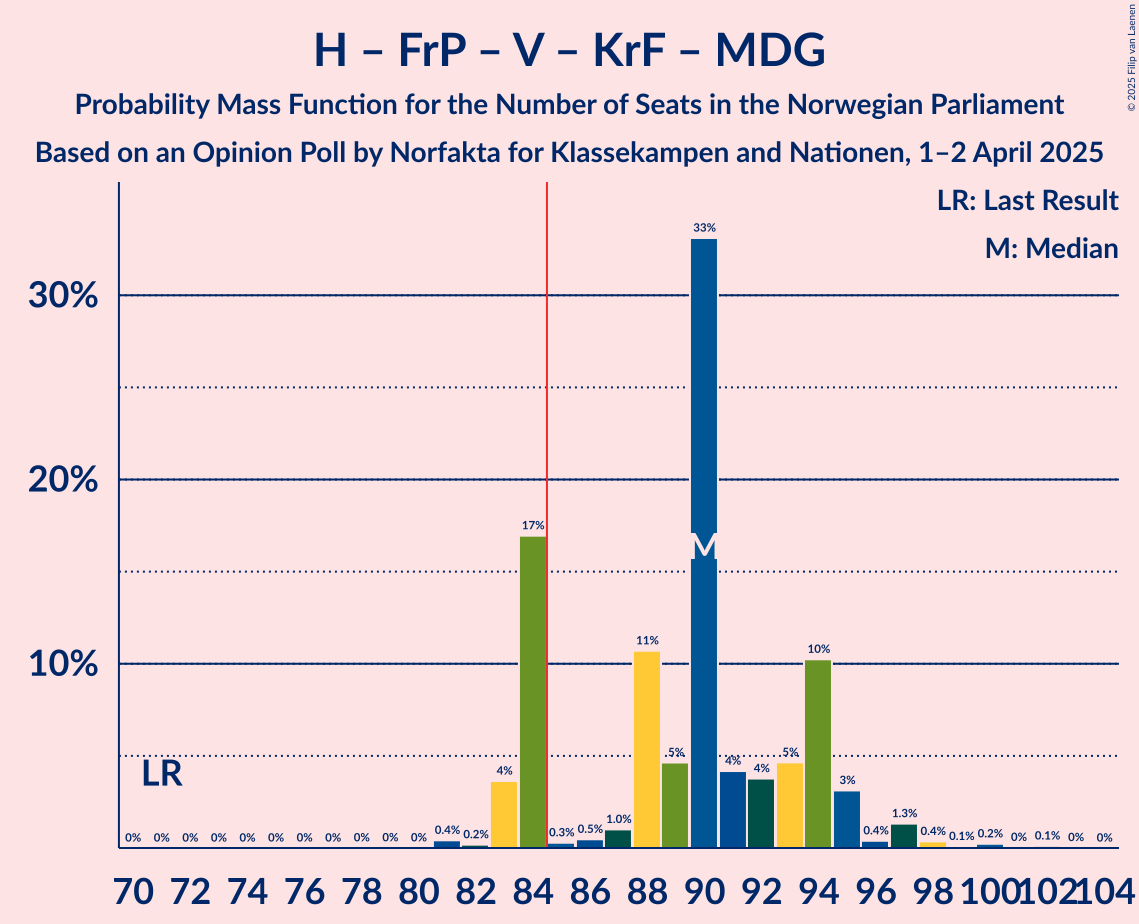 H – FrP – V – KrF – MDG
Probability Mass Function for the Number of Seats in the Norwegian Parliament
Based on an Opinion Poll by Norfakta for Klassekampen and Nationen, 1–2 April 2025
© 2025 Filip van Laenen
LR: Last Result
M: Median
30%
20%
10%
LR
M
0% 0% 0% 0% 0% 0% 0% 0% 0% 0% 0% 0.4% 0.2% 4% 17% 0.3% 0.5% 1.0% 11% 5% 33% 4% 4% 5% 10% 3% 0.4% 1.3% 0.4% 0.1% 0.2% 0% 0.1% 0% 0%
70 72 74 76 78 80 82 84 86 88 90 92 94 96 98 100 102 104